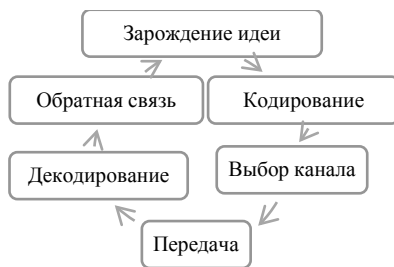 Зарождение идеи
Обратная связь
Кодирование
Декодирование
Выбор канала
Передача